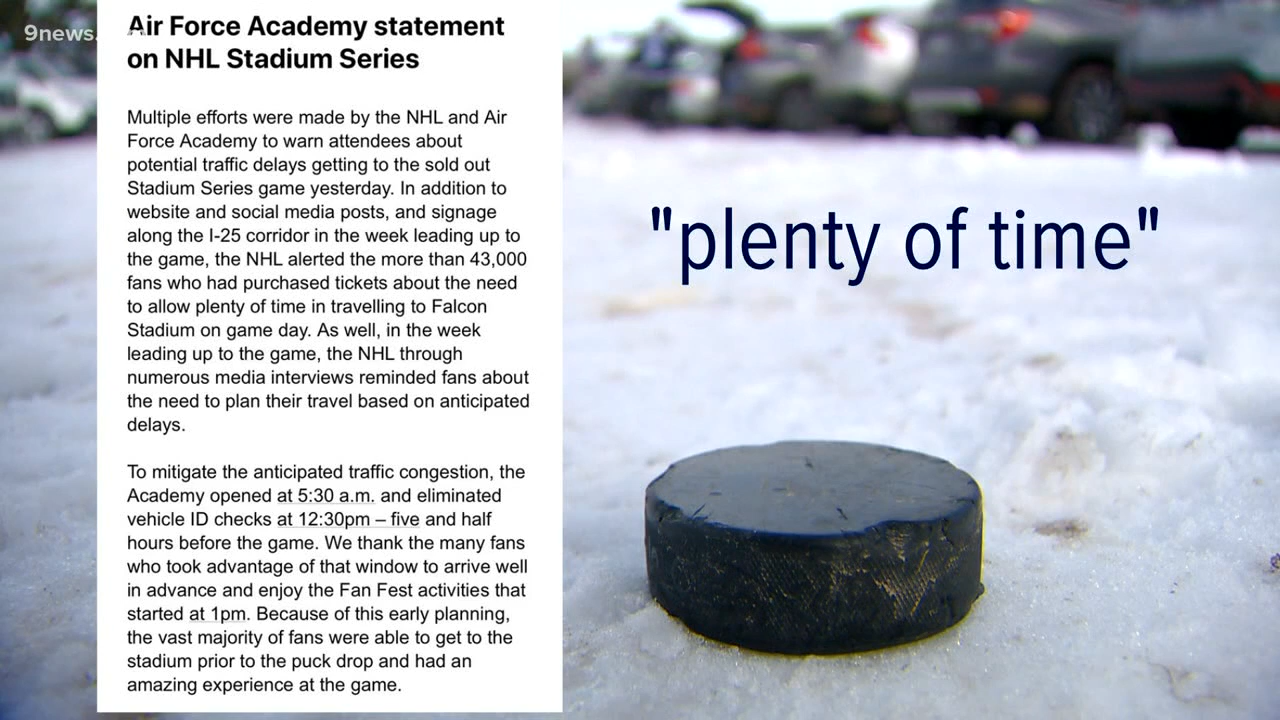 9news.
Air Force Academy statement
on NHL Stadium Series
Multiple efforts were made by the NHL and Air
Force Academy to warn attendees about
potential traffic delays getting to the sold out
Stadium Series game yesterday. In addition to
website and social media posts, and signage
along the I-25 corridor in the week leading up to
the game, the NHL alerted the more than 43,000
fans who had purchased tickets about the need
to allow plenty of time in travelling to Falcon
Stadium on game day. As well, in the week
leading up to the game, the NHL through
numerous media interviews reminded fans about
the need to plan their travel based on anticipated
delays.
To mitigate the anticipated traffic congestion, the
Academy opened at 5:30 a.m. and eliminated
vehicle ID checks at 12:30pm – five and half
hours before the game. We thank the many fans
who took advantage of that window to arrive well
in advance and enjoy the Fan Fest activities that
started at 1pm. Because of this early planning,
the vast majority of fans were able to get to the
stadium prior to the puck drop and had an
amazing experience at the game.
"plenty of time"